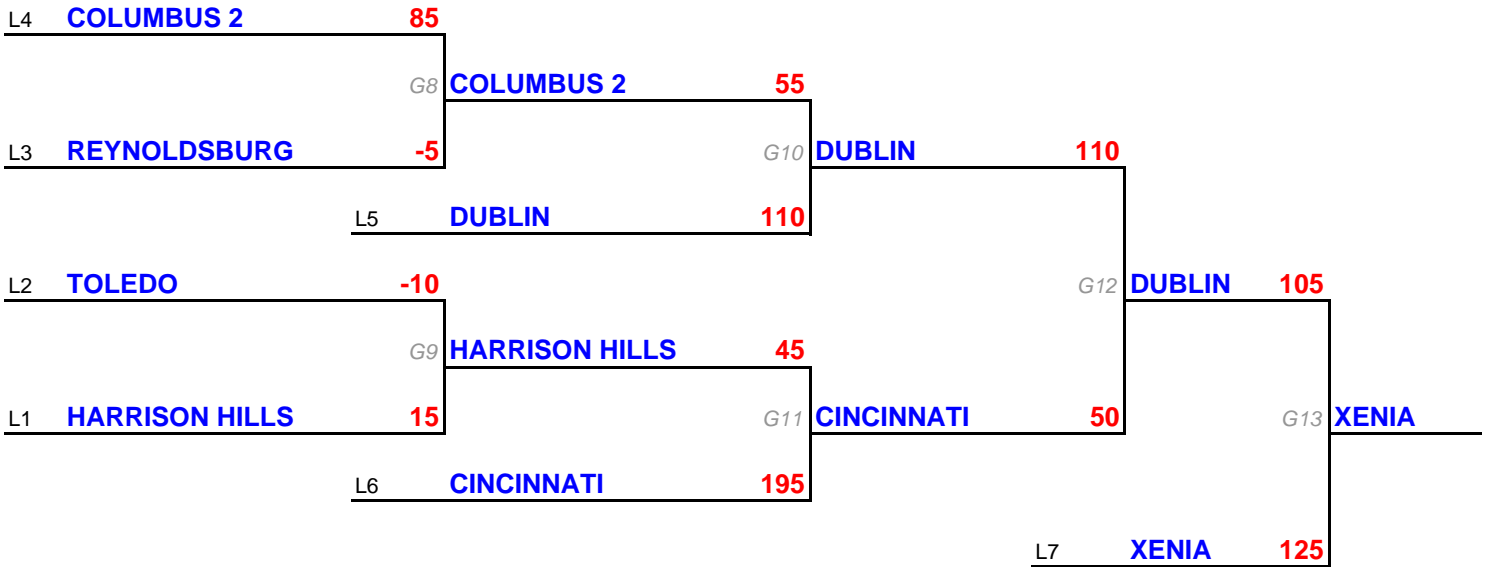 L4 COLUMBUS 2 85
G8 COLUMBUS 2 55
L3 REYNOLDSBURG -5
G10 DUBLIN 110
L5 DUBLIN 110
L2 TOLEDO -10
G12 DUBLIN 105
G9 HARRISON HILLS 45
L1 HARRISON HILLS 15
G11 CINCINNATI 50
G13 XENIA
L6 CINCINNATI 195
L7 XENIA 125